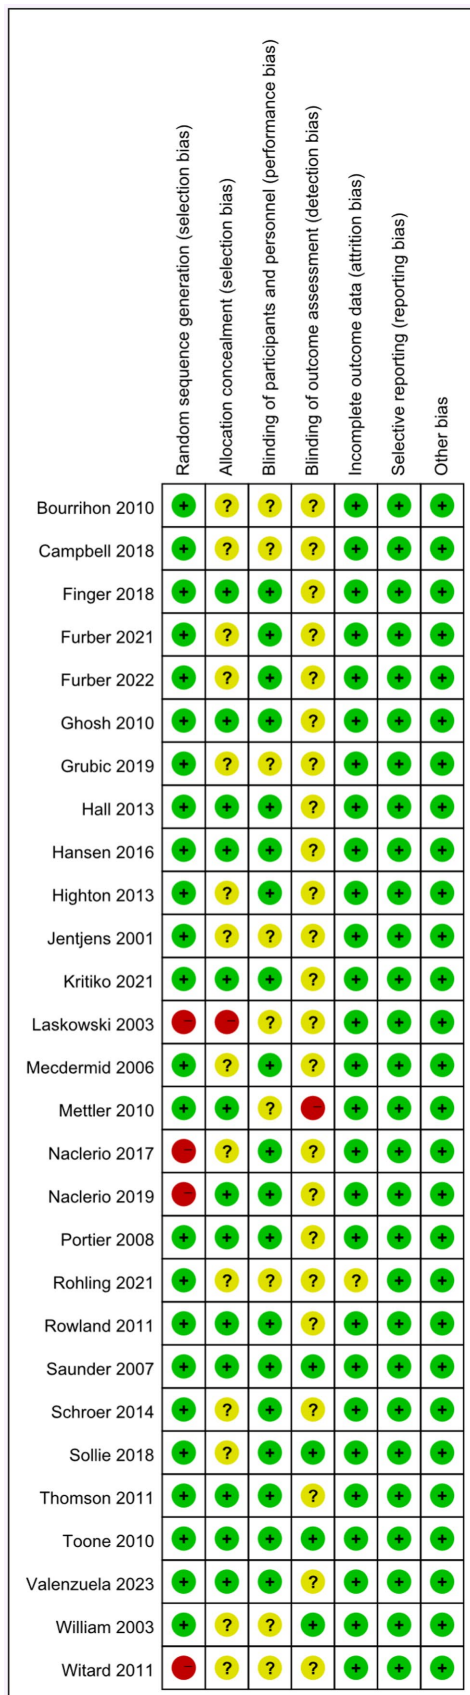 Random sequence generation (selection bias)
Allocation concealment (selection bias)
Blinding of participants and personnel (performance bias)
Blinding of outcome assessment (detection bias)
Incomplete outcome data (attrition bias)
Selective reporting (reporting bias)
Other bias
Bourrihon 2010 + ? ? ? + + +
Campbell 2018 + ? ? ? + + +
Finger 2018 + + + ? + + +
Furber 2021 + ? + ? + + +
Furber 2022 + ? + ? + + +
Ghosh 2010 + + + ? + + +
Grubic 2019 + ? ? ? + + +
Hall 2013 + + + ? + + +
Hansen 2016 + + + ? + + +
Highton 2013 + ? + ? + + +
Jentjens 2001 + ? ? ? + + +
Kritiko 2021 + + + ? + + +
Laskowski 2003 − − ? ? + + +
Mecdermid 2006 + ? + ? + + +
Mettler 2010 + + ? − + + +
Naclerio 2017 − ? + ? + + +
Naclerio 2019 − + + ? + + +
Portier 2008 + + + ? + + +
Rohling 2021 + ? ? ? ? + +
Rowland 2011 + + + ? + + +
Saunder 2007 + + + + + + +
Schroer 2014 + ? + ? + + +
Sollie 2018 + ? + + + + +
Thomson 2011 + + + ? + + +
Toone 2010 + + + + + + +
Valenzuela 2023 + + + ? + + +
William 2003 + ? ? + + + +
Witard 2011 − ? ? ? + + +